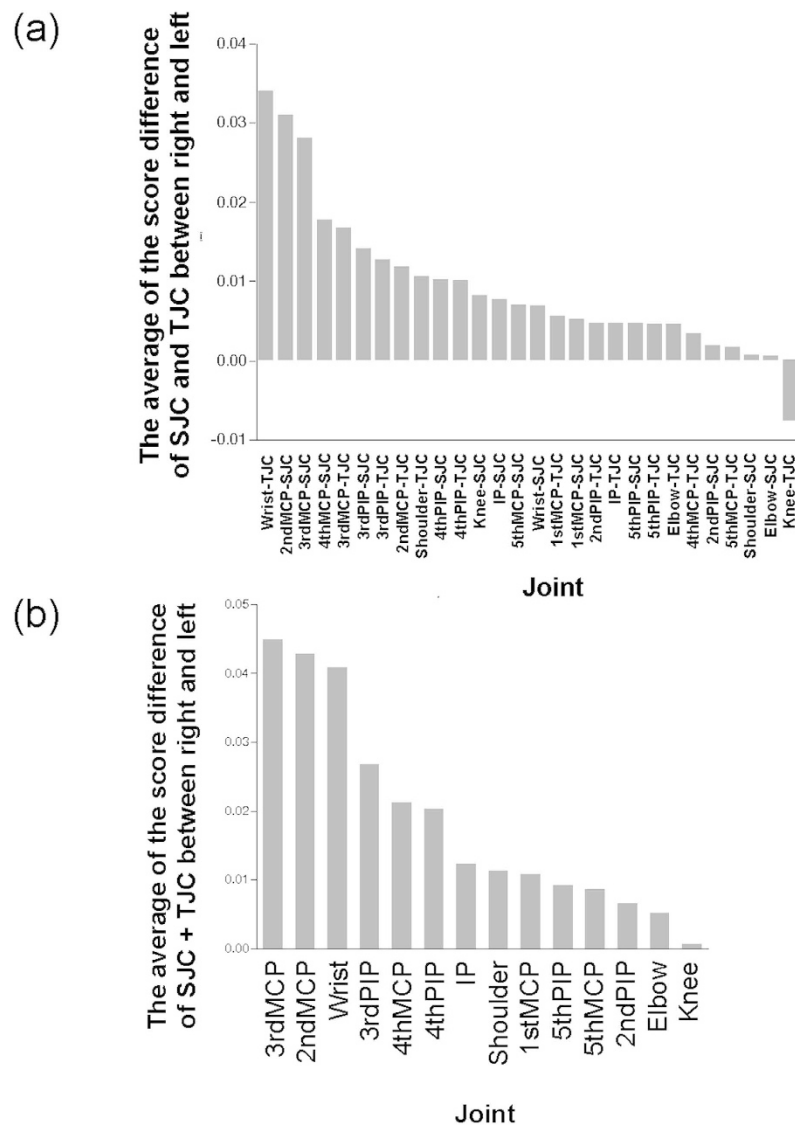 (a)
The average of the score difference
of SJC and TJC between right and left
0.04
0.03
0.02
0.01
0.00
-0.01
Wrist-TJC
2ndMCP-SJC
3rdMCP-SJC
4thMCP-SJC
3rdMCP-TJC
3rdPIP-SJC
3rdPIP-TJC
2ndMCP-TJC
Shoulder-TJC
4thPIP-SJC
4thPIP-TJC
Knee-SJC
IP-SJC
5thMCP-SJC
Wrist-SJC
1stMCP-TJC
1stMCP-SJC
2ndPIP-TJC
IP-TJC
5thPIP-SJC
5thPIP-TJC
Elbow-TJC
4thMCP-TJC
2ndPIP-SJC
5thMCP-TJC
Shoulder-SJC
Elbow-SJC
Knee-TJC
Joint
(b)
The average of the score difference
of SJC + TJC between right and left
0.05
0.04
0.03
0.02
0.01
0.00
3rdMCP
2ndMCP
Wrist
3rdPIP
4thMCP
4thPIP
IP
Shoulder
1stMCP
5thPIP
5thMCP
2ndPIP
Elbow
Knee
Joint